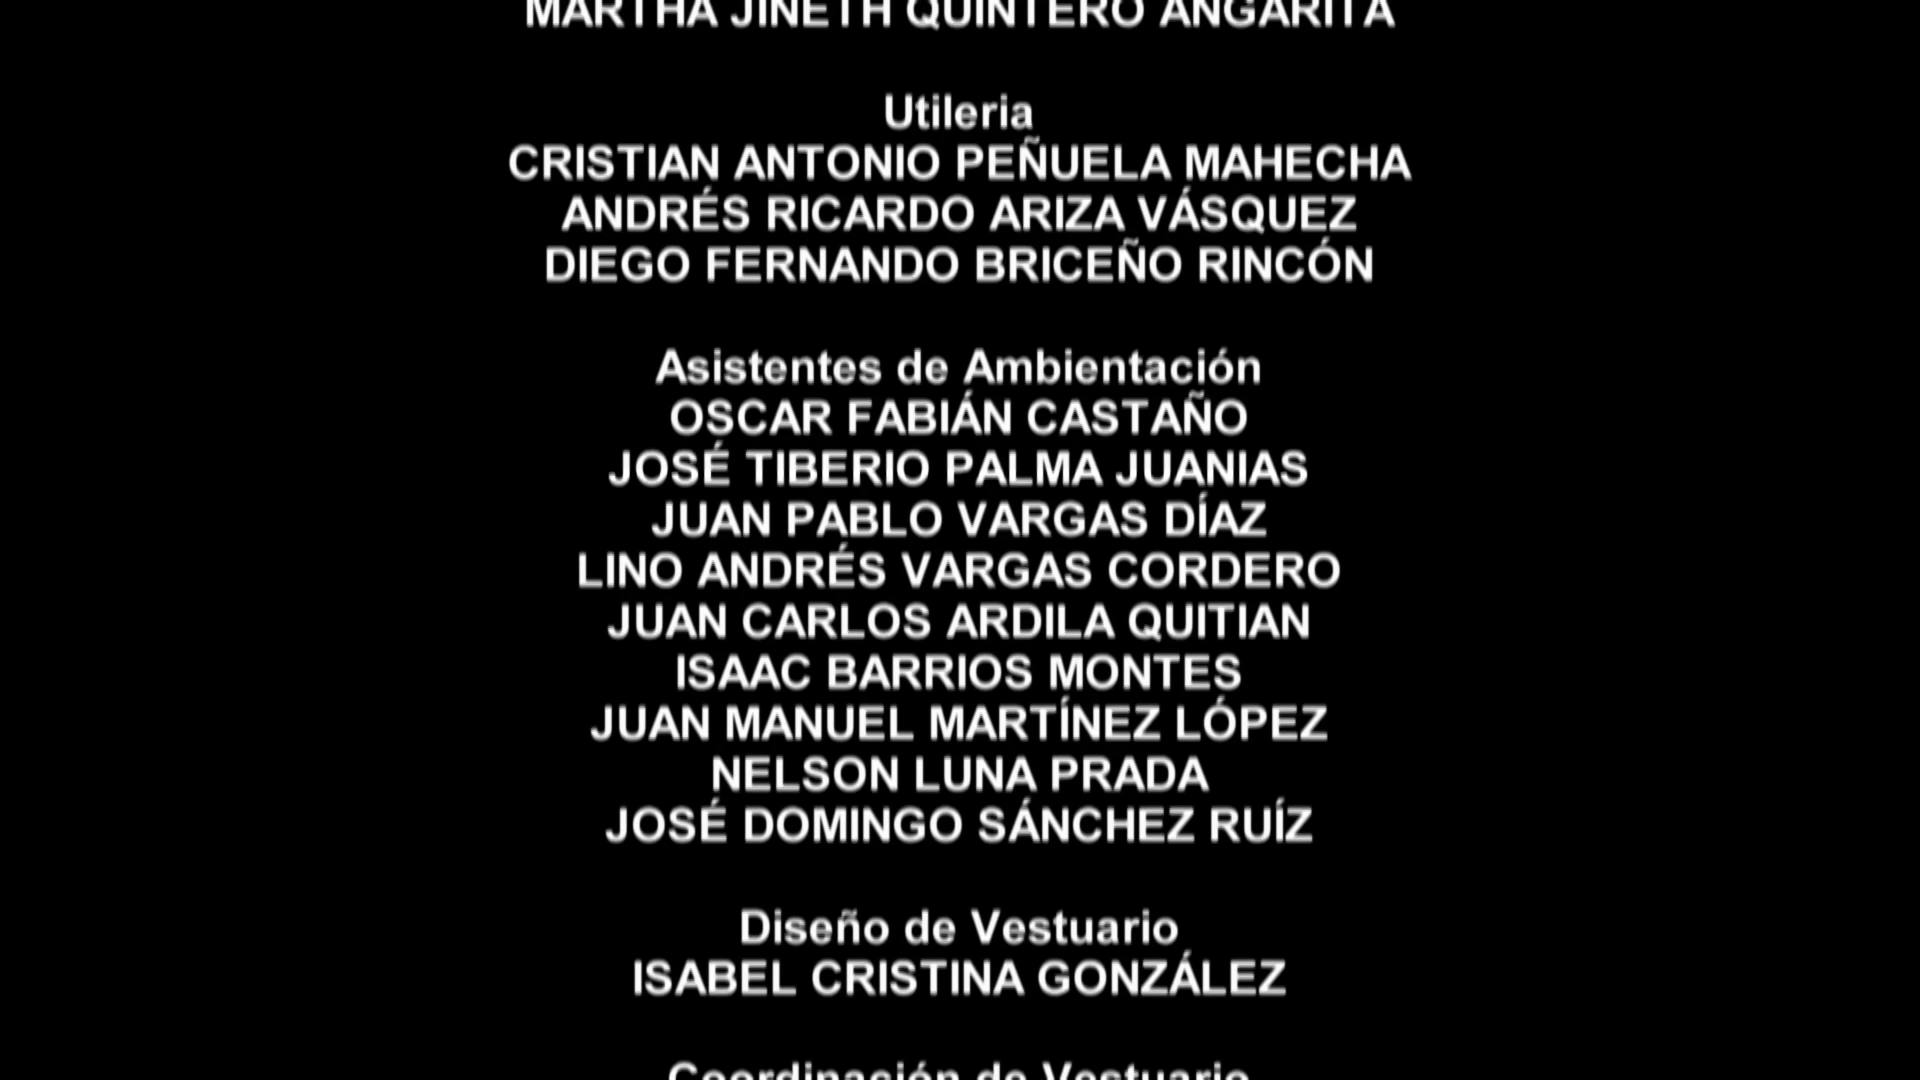 MARTHA JINETH QUINTERO ANGARITA
Utileria
CRISTIAN ANTONIO PEÑUELA MAHECHA
ANDRÉS RICARDO ARIZA VÁSQUEZ
DIEGO FERNANDO BRICEÑO RINCÓN
Asistentes de Ambientación
OSCAR FABIÁN CASTAÑO
JOSÉ TIBERIO PALMA JUANIAS
JUAN PABLO VARGAS DÍAZ
LINO ANDRÉS VARGAS CORDERO
JUAN CARLOS ARDILA QUITIAN
ISAAC BARRIOS MONTES
JUAN MANUEL MARTÍNEZ LÓPEZ
NELSON LUNA PRADA
JOSÉ DOMINGO SÁNCHEZ RUÍZ
Diseño de Vestuario
ISABEL CRISTINA GONZÁLEZ
Coordinación de Vestuario